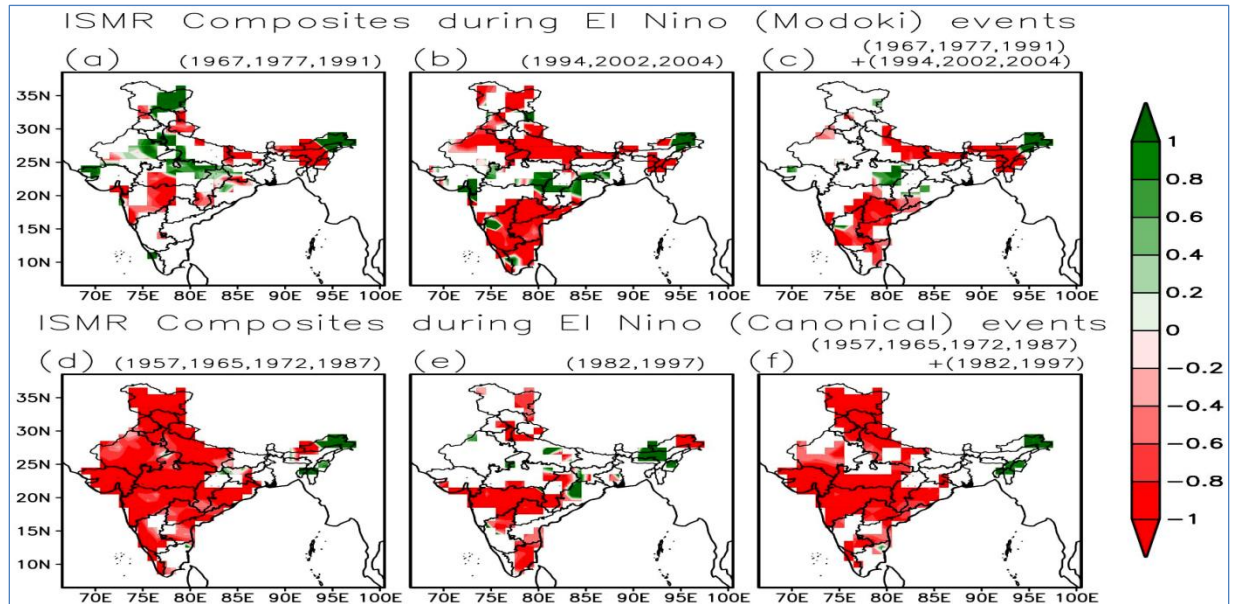 ISMR Composites during El Nino (Modoki) events
(a) (1967,1977,1991)
(b) (1994,2002,2004)
(c) (1967,1977,1991)
+(1994,2002,2004)
35N
30N
25N
20N
15N
10N
70E 75E 80E 85E 90E 95E 100E
70E 75E 80E 85E 90E 95E 100E
70E 75E 80E 85E 90E 95E 100E
ISMR Composites during El Nino (Canonical) events
(d) (1957,1965,1972,1987)
(e) (1982,1997)
(f) (1957,1965,1972,1987)
+(1982,1997)
35N
30N
25N
20N
15N
10N
70E 75E 80E 85E 90E 95E 100E
70E 75E 80E 85E 90E 95E 100E
70E 75E 80E 85E 90E 95E 100E
1
0.8
0.6
0.4
0.2
0
−0.2
−0.4
−0.6
−0.8
−1